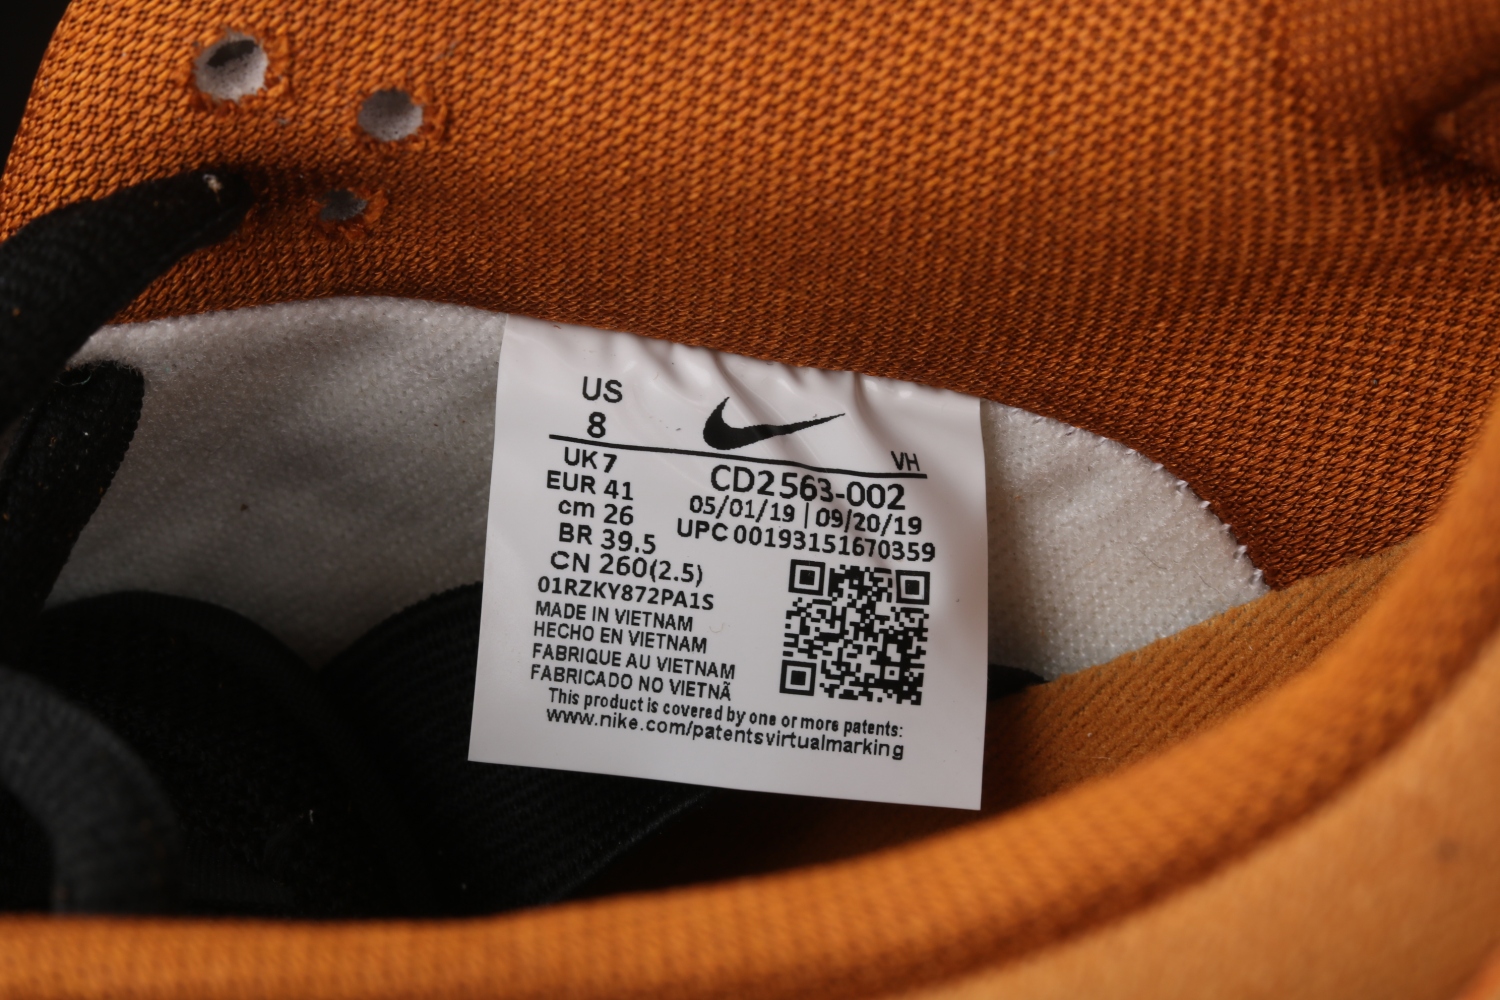 US
8
VH
UK 7
EUR 41
cm 26
BR 39.5
CN 260(2.5)
01RZKY872PA1S
CD2563-002
05/01/19 | 09/20/19
UPC 00193151670359
MADE IN VIETNAM
HECHO EN VIETNAM
FABRIQUE AU VIETNAM
FABRICADO NO VIETNÃ
This product is covered by one or more patents:
www.nike.com/patentsvirtualmarking